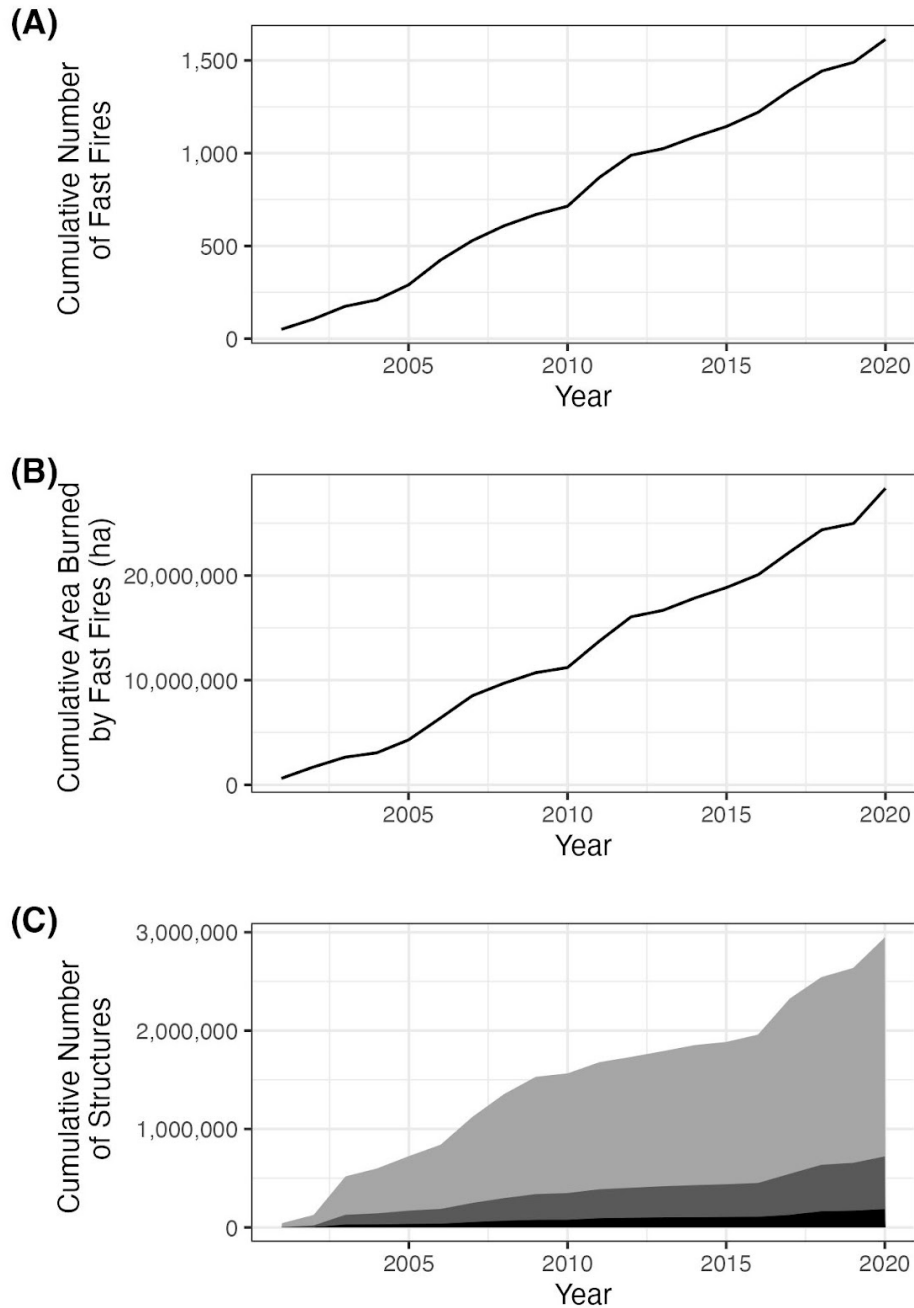 (A)
Cumulative Number
of Fast Fires
1,500
1,000
500
0
2005 2010 2015 2020
Year
(B)
Cumulative Area Burned
by Fast Fires (ha)
20,000,000
10,000,000
0
2005 2010 2015 2020
Year
(C)
Cumulative Number
of Structures
3,000,000
2,000,000
1,000,000
0
2005 2010 2015 2020
Year